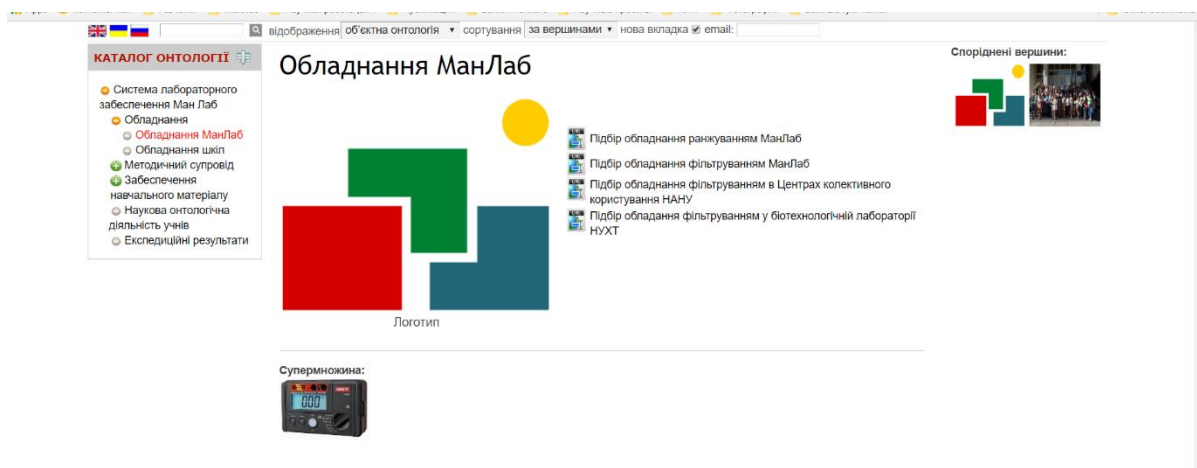 відображення об'єктна онтологія сортування за вершинами нова вкладка email:
КАТАЛОГ ОНТОЛОГІЇ
Система лабораторного
забеспечення Ман Лаб
Обладнання
Обладнання МанЛаб
Обладнання шкіл
Методичний супровід
Забеспечення
навчального матеріалу
Наукова онтологічна
діяльність учнів
Експедиційні результати
Обладнання МанЛаб
Логотип
Підбір обладнання ранжуванням МанЛаб
Підбір обладнання фільтруванням МанЛаб
Підбір обладнання фільтруванням в Центрах колективного
користування НАНУ
Підбір обладання фільтруванням у біотехнологічній лабораторії
НУХТ
Супермножина:
Споріднені вершини: